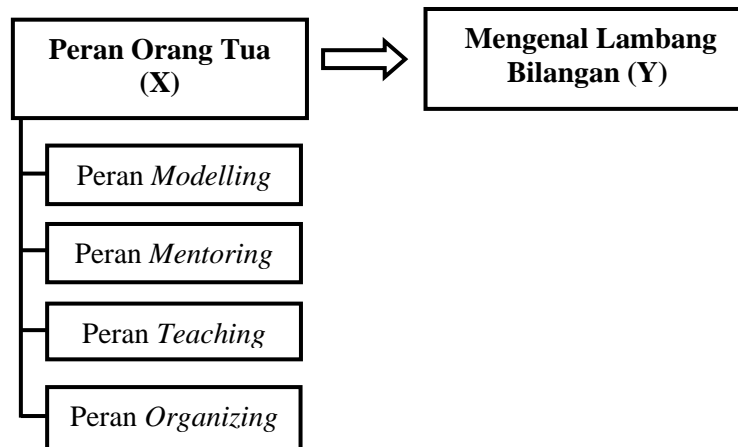 Peran Orang Tua
(X)
Mengenal Lambang
Bilangan (Y)
Peran Modelling
Peran Mentoring
Peran Teaching
Peran Organizing